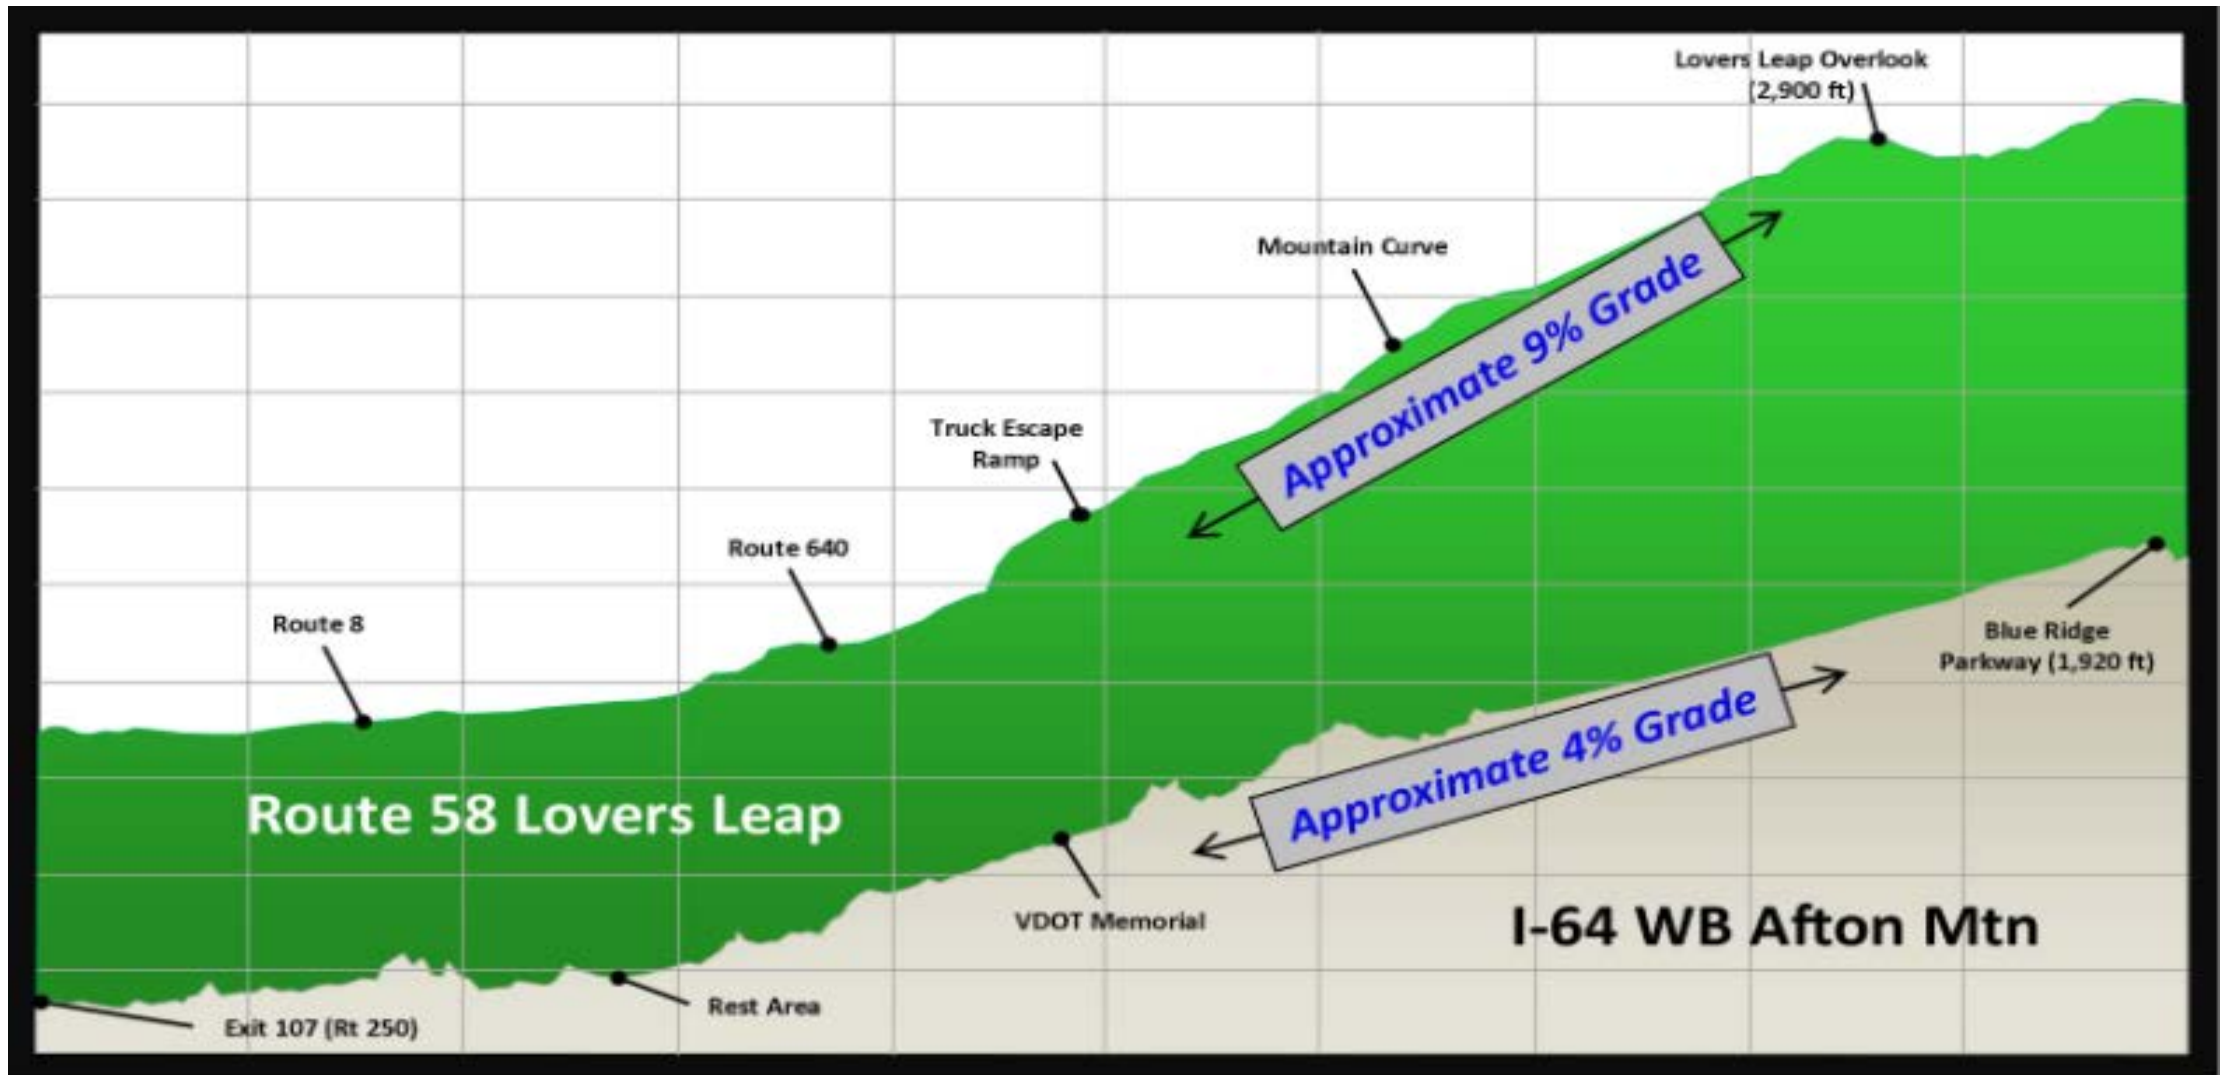 Lovers Leap Overlook
(2,900 ft)
Mountain Curve
Approximate 9% Grade
Truck Escape
Ramp
Route 640
Route 8
Blue Ridge
Parkway (1,920 ft)
Approximate 4% Grade
Route 58 Lovers Leap
VDOT Memorial
I-64 WB Afton Mtn
Rest Area
Exit 107 (Rt 250)